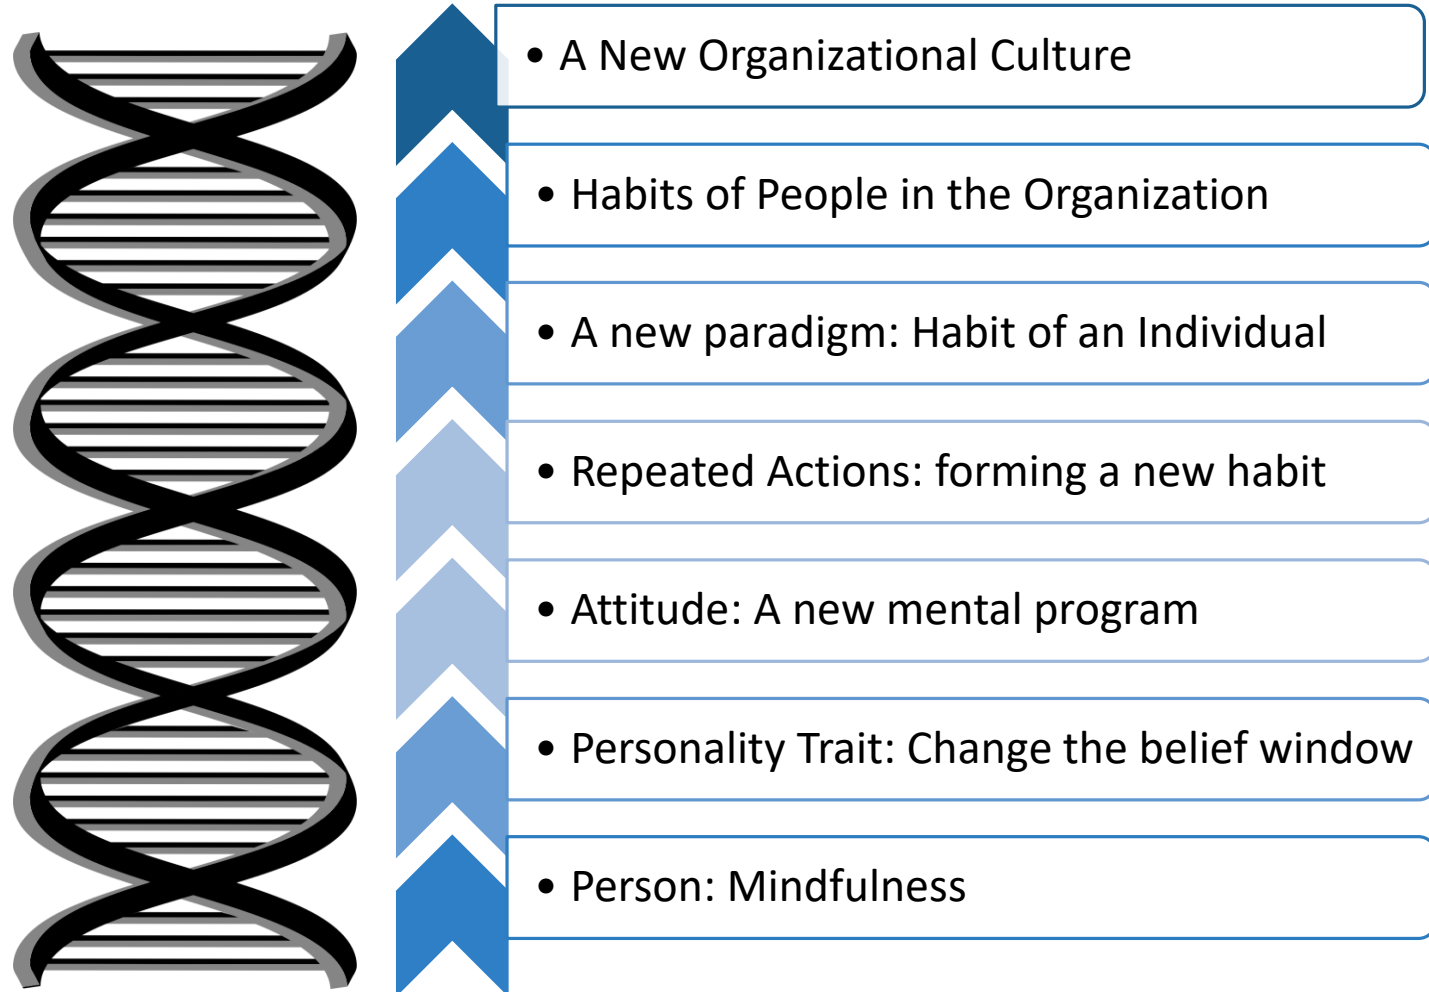 • A New Organizational Culture
• Habits of People in the Organization
• A new paradigm: Habit of an Individual
• Repeated Actions: forming a new habit
• Attitude: A new mental program
• Personality Trait: Change the belief window
• Person: Mindfulness